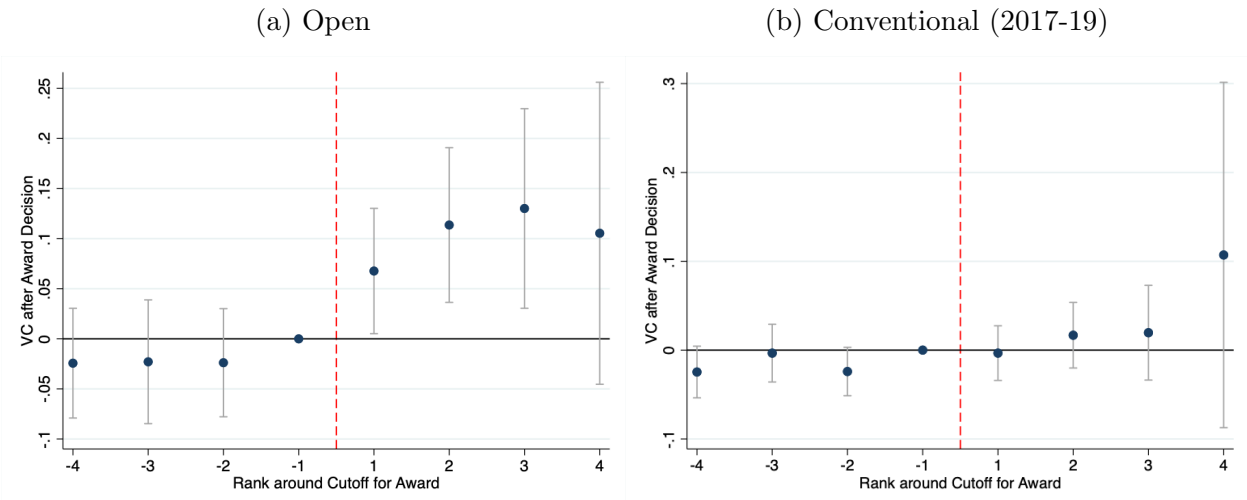 (a) Open
VC after Award Decision
.25
.2
.15
.1
.05
0
-.05
-.1
-4 -3 -2 -1 1 2 3 4
Rank around Cutoff for Award
(b) Conventional (2017-19)
VC after Award Decision
.3
.2
.1
0
-.1
-4 -3 -2 -1 1 2 3 4
Rank around Cutoff for Award